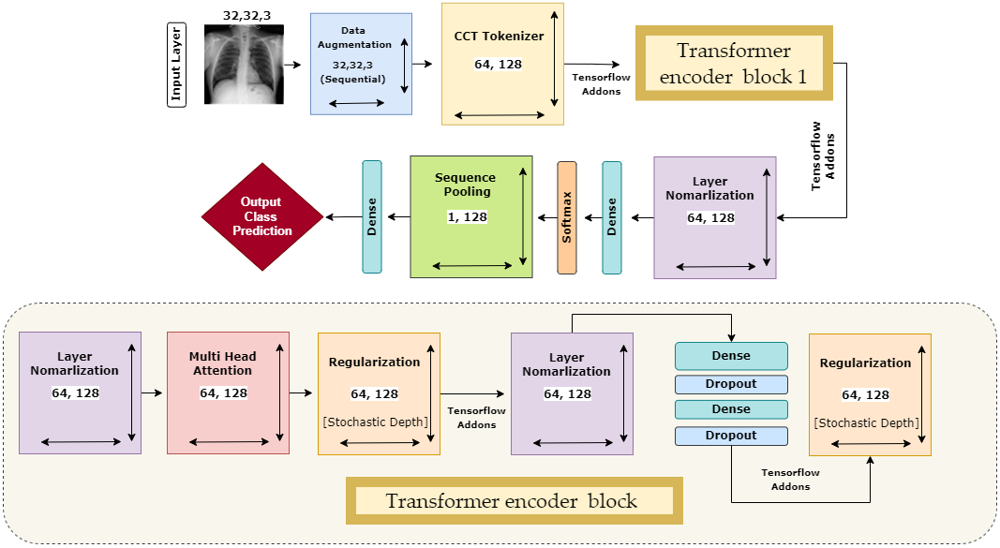 32,32,3
Input Layer
Data
Augmentation
32,32,3
(Sequential)
CCT Tokenizer
64, 128
Tensorflow
Addons
Transformer
encoder block 1
Tensorflow
Addons
Layer
Nomarlization
64, 128
Dense
Softmax
Sequence
Pooling
1, 128
Dense
Output
Class
Prediction
Layer
Nomarlization
64, 128
Multi Head
Attention
64, 128
Regularization
64, 128
[Stochastic Depth]
Tensorflow
Addons
Layer
Nomarlization
64, 128
Dense
Dropout
Dense
Dropout
Tensorflow
Addons
Regularization
64, 128
[Stochastic Depth]
Transformer encoder block